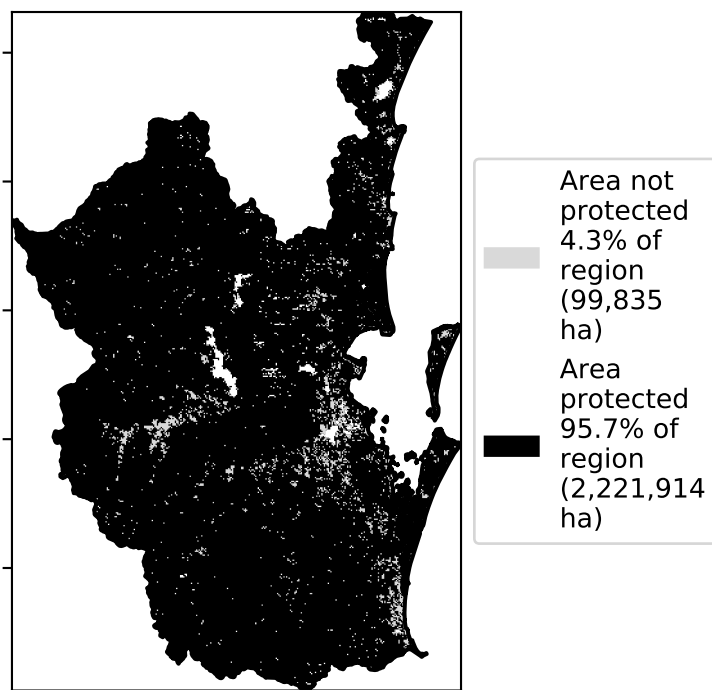 Area not
protected
4.3% of
region
(99,835
ha)
Area
protected
95.7% of
region
(2,221,914
ha)